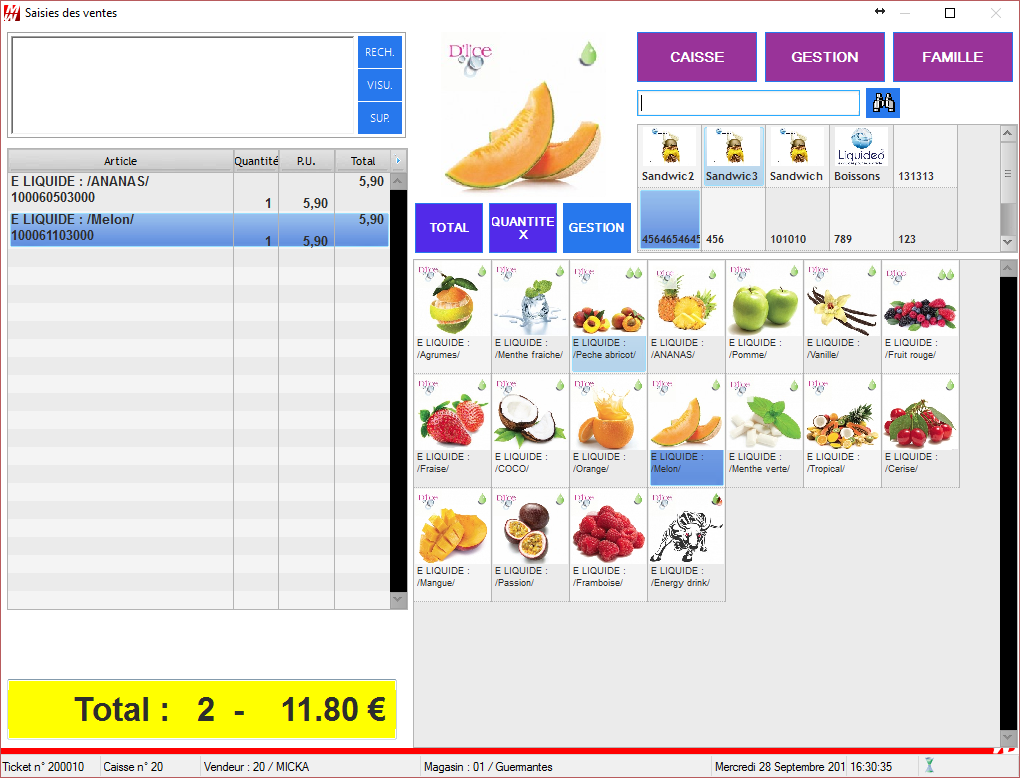 Saisies des ventes
RECH.
VISU.
SUP.
D'lice
CAISSE
GESTION
FAMILLE
Sandwic2
Sandwic3
Sandwich
Liquideo
Boissons
131313
4564654645
456
101010
789
123
Article
Quantité
P.U.
Total
E LIQUIDE : /ANANAS/
100060503000
1
5,90
5,90
E LIQUIDE : /Melon/
100061103000
1
5,90
5,90
TOTAL
QUANTITE
X
GESTION
E LIQUIDE :
/Agrumes/
E LIQUIDE :
/Menthe fraiche/
E LIQUIDE :
/Peche abricot/
E LIQUIDE :
/ANANAS/
E LIQUIDE :
/Pomme/
E LIQUIDE :
/Vanille/
E LIQUIDE :
/Fruit rouge/
E LIQUIDE :
/Fraise/
E LIQUIDE :
/COCO/
E LIQUIDE :
/Orange/
E LIQUIDE :
/Melon/
E LIQUIDE :
/Menthe verte/
E LIQUIDE :
/Tropical/
E LIQUIDE :
/Cerise/
E LIQUIDE :
/Mangue/
E LIQUIDE :
/Passion/
E LIQUIDE :
/Framboise/
E LIQUIDE :
/Energy drink/
Total : 2 - 11.80 €
Ticket n° 200010
Caisse n° 20
Vendeur : 20 / MICKA
Magasin : 01 / Guermantes
Mercredi 28 Septembre 201
16:30:35